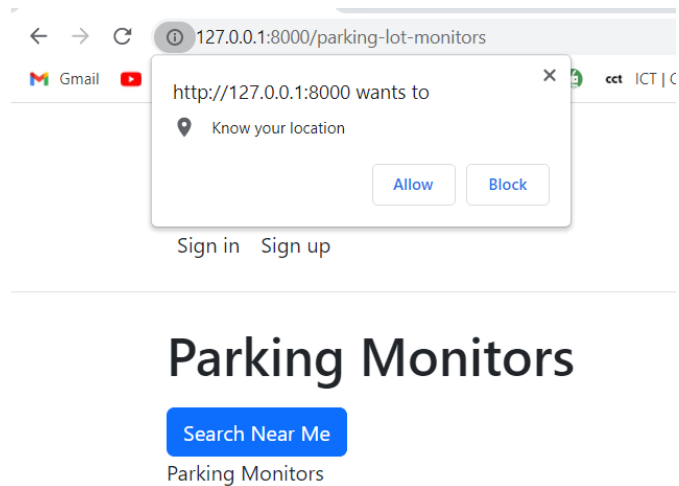 127.0.0.1:8000/parking-lot-monitors
Gmail
cct ICT |
http://127.0.0.1:8000 wants to
Know your location
Allow Block
Sign in Sign up
Parking Monitors
Search Near Me
Parking Monitors